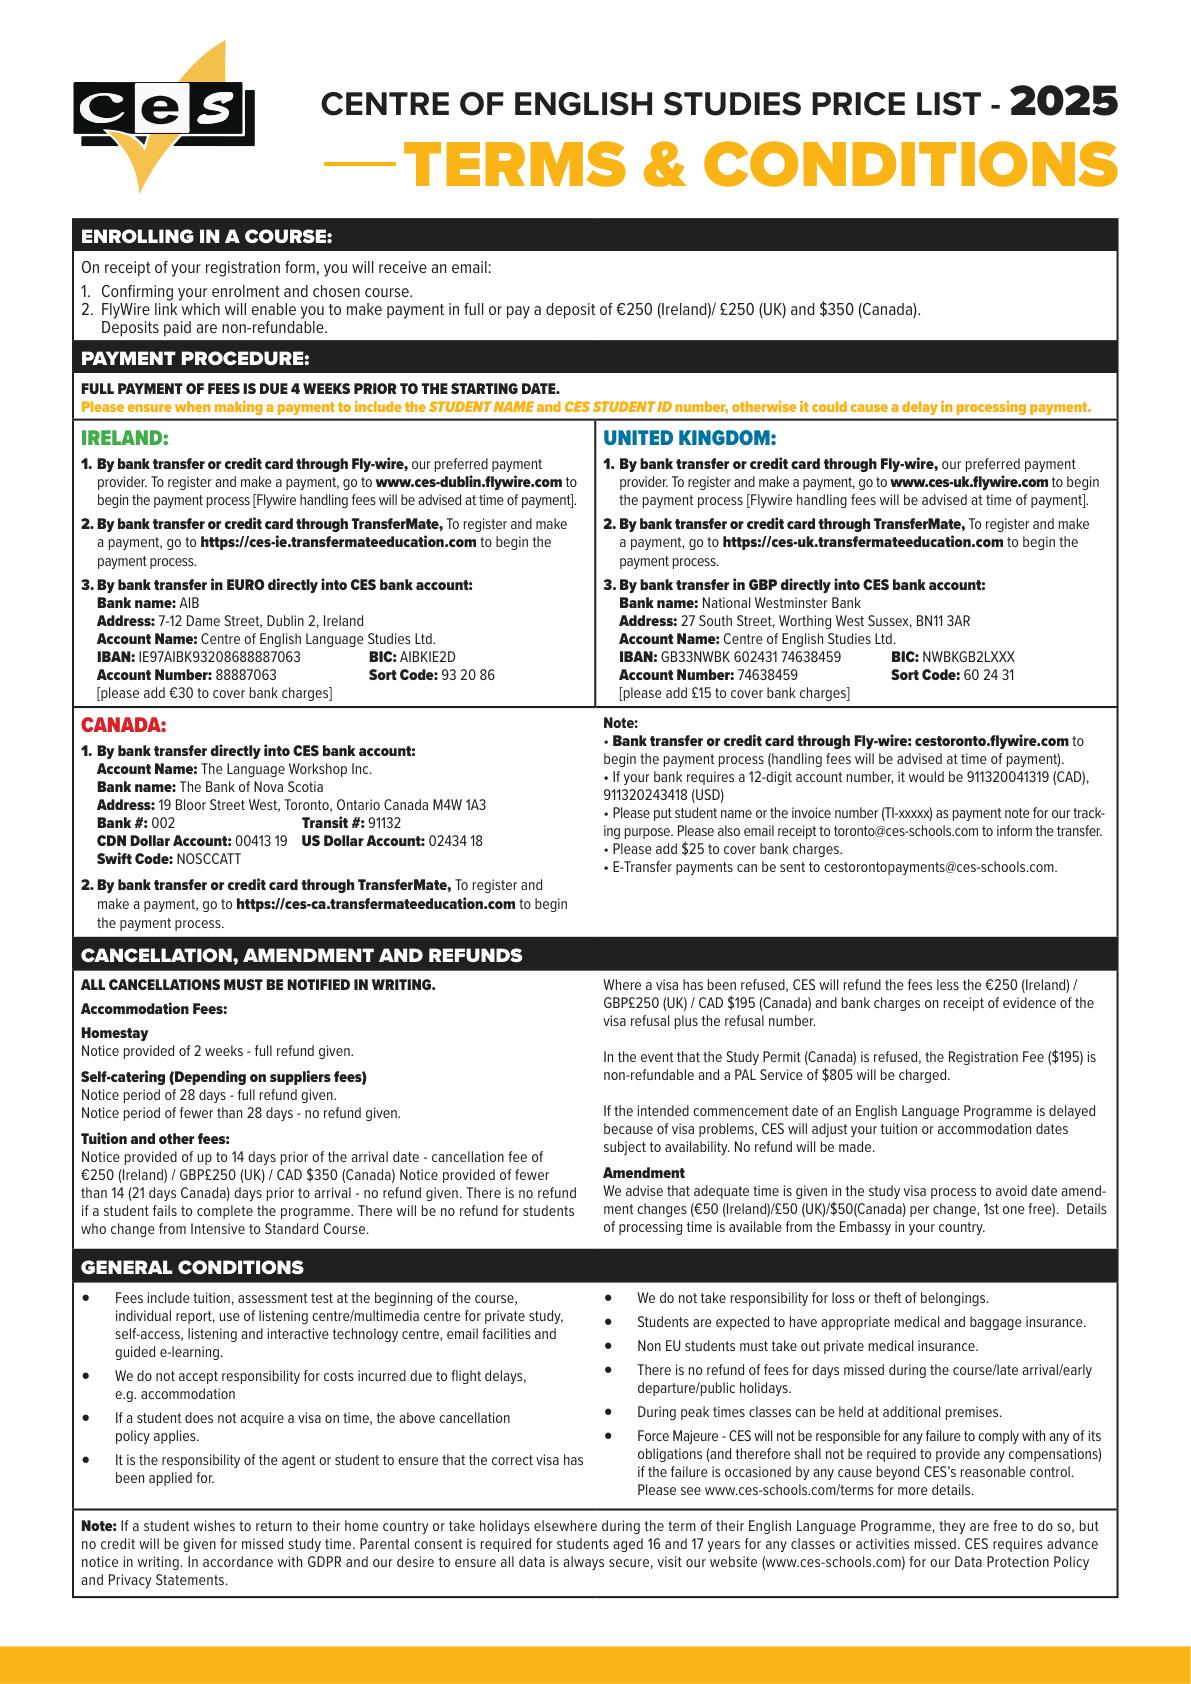 ces
CENTRE OF ENGLISH STUDIES PRICE LIST - 2025
TERMS & CONDITIONS
ENROLLING IN A COURSE:
On receipt of your registration form, you will receive an email:
1. Confirming your enrolment and chosen course.
2. FlyWire link which will enable you to make payment in full or pay a deposit of €250 (Ireland)/ £250 (UK) and $350 (Canada).
Deposits paid are non-refundable.
PAYMENT PROCEDURE:
FULL PAYMENT OF FEES IS DUE 4 WEEKS PRIOR TO THE STARTING DATE.
Please ensure when making a payment to include the STUDENT NAME and CES STUDENT ID number, otherwise it could cause a delay in processing payment.
IRELAND:
1. By bank transfer or credit card through Fly-wire, our preferred payment
provider. To register and make a payment, go to www.ces-dublin.flywire.com to
begin the payment process [Flywire handling fees will be advised at time of payment].
2. By bank transfer or credit card through TransferMate, To register and make
a payment, go to https://ces-ie.transfermateeducation.com to begin the
payment process.
3. By bank transfer in EURO directly into CES bank account:
Bank name: AIB
Address: 7-12 Dame Street, Dublin 2, Ireland
Account Name: Centre of English Language Studies Ltd.
IBAN: IE97AIBK93208688887063 BIC: AIBKIE2D
Account Number: 88887063 Sort Code: 93 20 86
[please add €30 to cover bank charges]
UNITED KINGDOM:
1. By bank transfer or credit card through Fly-wire, our preferred payment
provider. To register and make a payment, go to www.ces-uk.flywire.com to begin
the payment process [Flywire handling fees will be advised at time of payment].
2. By bank transfer or credit card through TransferMate, To register and make
a payment, go to https://ces-uk.transfermateeducation.com to begin the
payment process.
3. By bank transfer in GBP directly into CES bank account:
Bank name: National Westminster Bank
Address: 27 South Street, Worthing West Sussex, BN11 3AR
Account Name: Centre of English Studies Ltd.
IBAN: GB33NWBK 602431 74638459 BIC: NWBKGB2LXXX
Account Number: 74638459 Sort Code: 60 24 31
[please add £15 to cover bank charges]
CANADA:
1. By bank transfer directly into CES bank account:
Account Name: The Language Workshop Inc.
Bank name: The Bank of Nova Scotia
Address: 19 Bloor Street West, Toronto, Ontario Canada M4W 1A3
Bank #: 002 Transit #: 91132
CDN Dollar Account: 00413 19 US Dollar Account: 02434 18
Swift Code: NOSCCATT
2. By bank transfer or credit card through TransferMate, To register and
make a payment, go to https://ces-ca.transfermateeducation.com to begin
the payment process.
Note:
• Bank transfer or credit card through Fly-wire: cestoronto.flywire.com to
begin the payment process (handling fees will be advised at time of payment).
• If your bank requires a 12-digit account number, it would be 911320041319 (CAD),
911320243418 (USD)
• Please put student name or the invoice number (TI-xxxxx) as payment note for our track-
ing purpose. Please also email receipt to toronto@ces-schools.com to inform the transfer.
• Please add $25 to cover bank charges.
• E-Transfer payments can be sent to cestorontopayments@ces-schools.com.
CANCELLATION, AMENDMENT AND REFUNDS
ALL CANCELLATIONS MUST BE NOTIFIED IN WRITING.
Accommodation Fees:
Homestay
Notice provided of 2 weeks - full refund given.
Self-catering (Depending on suppliers fees)
Notice period of 28 days - full refund given.
Notice period of fewer than 28 days - no refund given.
Tuition and other fees:
Notice provided of up to 14 days prior of the arrival date - cancellation fee of
€250 (Ireland) / GBP£250 (UK) / CAD $350 (Canada) Notice provided of fewer
than 14 (21 days Canada) days prior to arrival - no refund given. There is no refund
if a student fails to complete the programme. There will be no refund for students
who change from Intensive to Standard Course.
Where a visa has been refused, CES will refund the fees less the €250 (Ireland) /
GBP£250 (UK) / CAD $195 (Canada) and bank charges on receipt of evidence of the
visa refusal plus the refusal number.
In the event that the Study Permit (Canada) is refused, the Registration Fee ($195) is
non-refundable and a PAL Service of $805 will be charged.
If the intended commencement date of an English Language Programme is delayed
because of visa problems, CES will adjust your tuition or accommodation dates
subject to availability. No refund will be made.
Amendment
We advise that adequate time is given in the study visa process to avoid date amend-
ment changes (€50 (Ireland)/£50 (UK)/$50(Canada) per change, 1st one free). Details
of processing time is available from the Embassy in your country.
GENERAL CONDITIONS
• Fees include tuition, assessment test at the beginning of the course,
individual report, use of listening centre/multimedia centre for private study,
self-access, listening and interactive technology centre, email facilities and
guided e-learning.
• We do not accept responsibility for costs incurred due to flight delays,
e.g. accommodation
• If a student does not acquire a visa on time, the above cancellation
policy applies.
• It is the responsibility of the agent or student to ensure that the correct visa has
been applied for.
• We do not take responsibility for loss or theft of belongings.
• Students are expected to have appropriate medical and baggage insurance.
• Non EU students must take out private medical insurance.
• There is no refund of fees for days missed during the course/late arrival/early
departure/public holidays.
• During peak times classes can be held at additional premises.
• Force Majeure - CES will not be responsible for any failure to comply with any of its
obligations (and therefore shall not be required to provide any compensations)
if the failure is occasioned by any cause beyond CES's reasonable control.
Please see www.ces-schools.com/terms for more details.
Note: If a student wishes to return to their home country or take holidays elsewhere during the term of their English Language Programme, they are free to do so, but
no credit will be given for missed study time. Parental consent is required for students aged 16 and 17 years for any classes or activities missed. CES requires advance
notice in writing. In accordance with GDPR and our desire to ensure all data is always secure, visit our website (www.ces-schools.com) for our Data Protection Policy
and Privacy Statements.